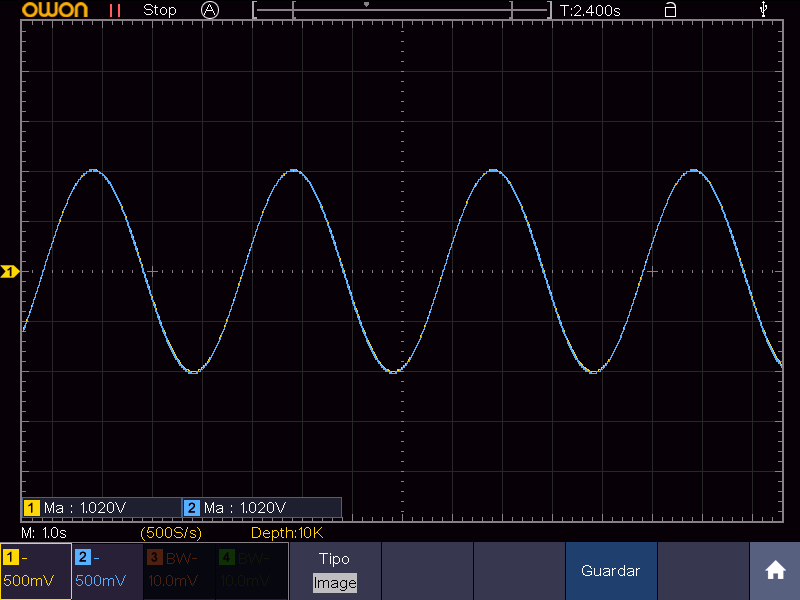 OWON Stop A T:2.400s
1
1 Ma : 1.020V 2 Ma : 1.020V
M: 1.0s (500S/s) Depth:10K
1 - 2 - 3 BW- 4 BW- Tipo
500mV 500mV 10.0mV 10.0mV Image
Guardar